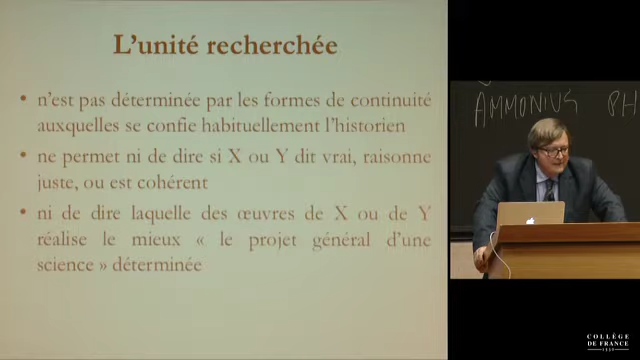 L'unité recherchée
• n'est pas déterminée par les formes de continuité
auxquelles se confie habituellement l'historien
• ne permet ni de dire si X ou Y dit vrai, raisonne
juste, ou est cohérent
• ni de dire laquelle des œuvres de X ou de Y
réalise le mieux « le projet général d'une
science » déterminée
AMMONIUS PH
COLLÈGE
DE FRANCE
1530